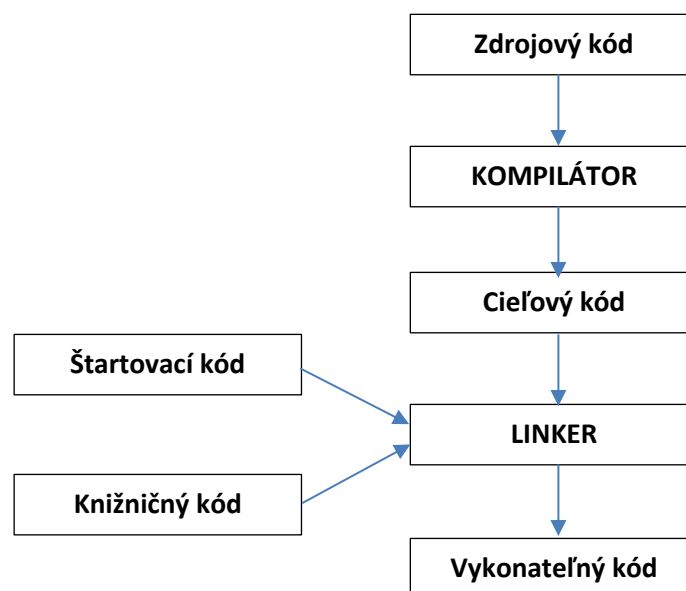 Zdrojový kód
KOMPILÁTOR
Cieľový kód
Štartovací kód
LINKER
Knižničný kód
Vykonateľný kód